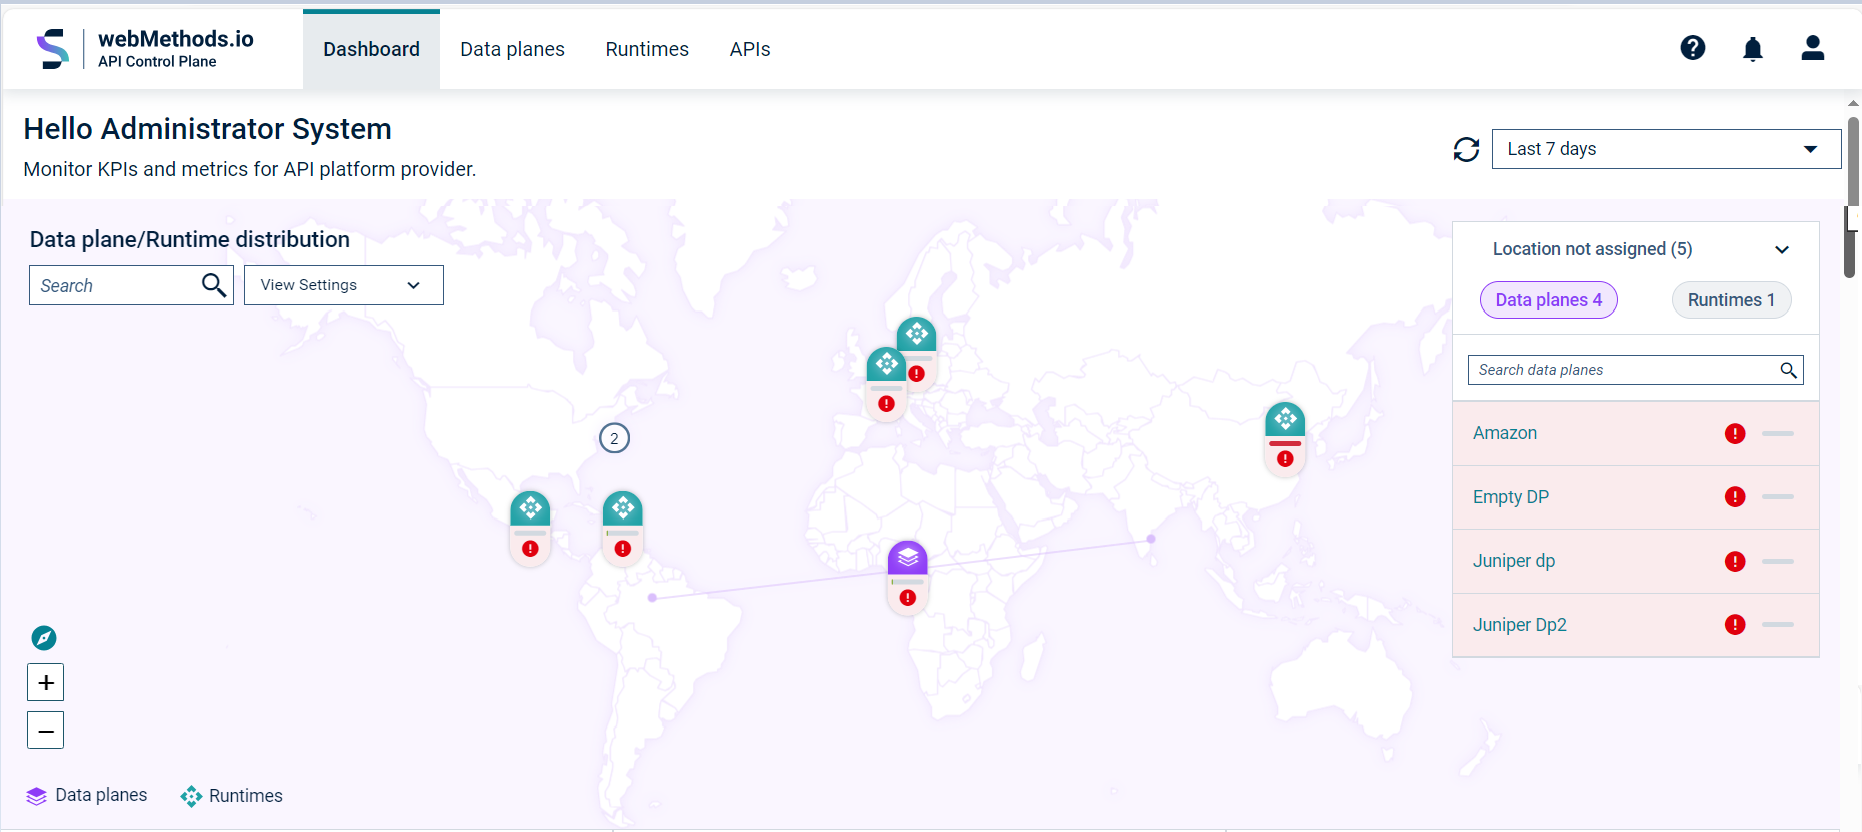 webMethods.io
API Control Plane
Dashboard
Data planes
Runtimes
APIs
Hello Administrator System
Monitor KPIs and metrics for API platform provider.
Last 7 days
Data plane/Runtime distribution
Search
View Settings
Location not assigned (5)
Data planes 4
Runtimes 1
Search data planes
Amazon
Empty DP
Juniper dp
Juniper Dp2
2
Data planes
Runtimes